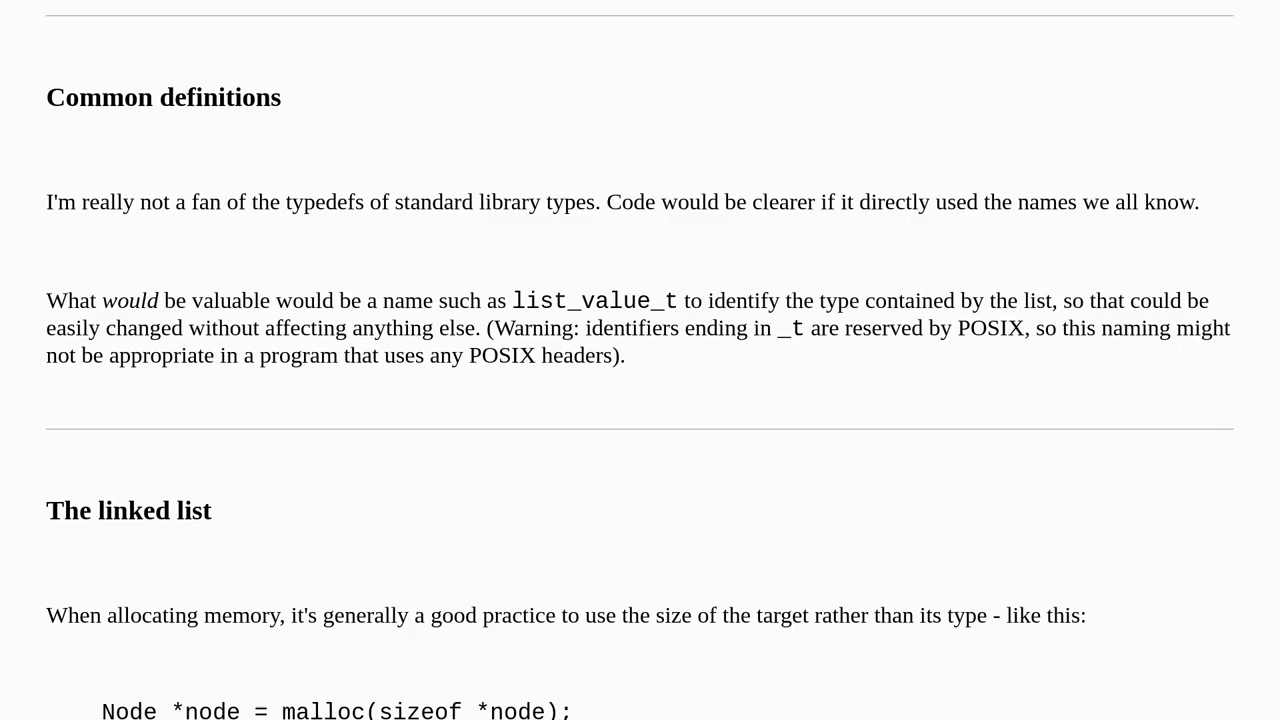 Common definitions
I'm really not a fan of the typedefs of standard library types. Code would be clearer if it directly used the names we all know.
What would be valuable would be a name such as list_value_t to identify the type contained by the list, so that could be
easily changed without affecting anything else. (Warning: identifiers ending in _t are reserved by POSIX, so this naming might
not be appropriate in a program that uses any POSIX headers).
The linked list
When allocating memory, it's generally a good practice to use the size of the target rather than its type - like this:
Node *node = malloc(sizeof *node);